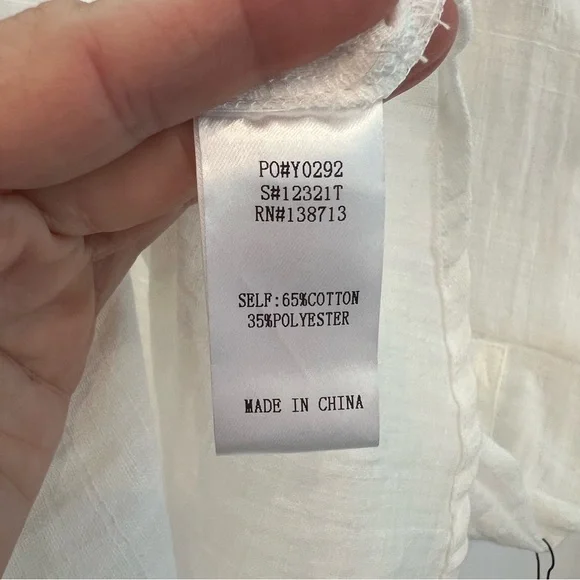 PO#Y0292
S#12321T
RN#138713
SELF:65%COTTON
35%POLYESTER
MADE IN CHINA